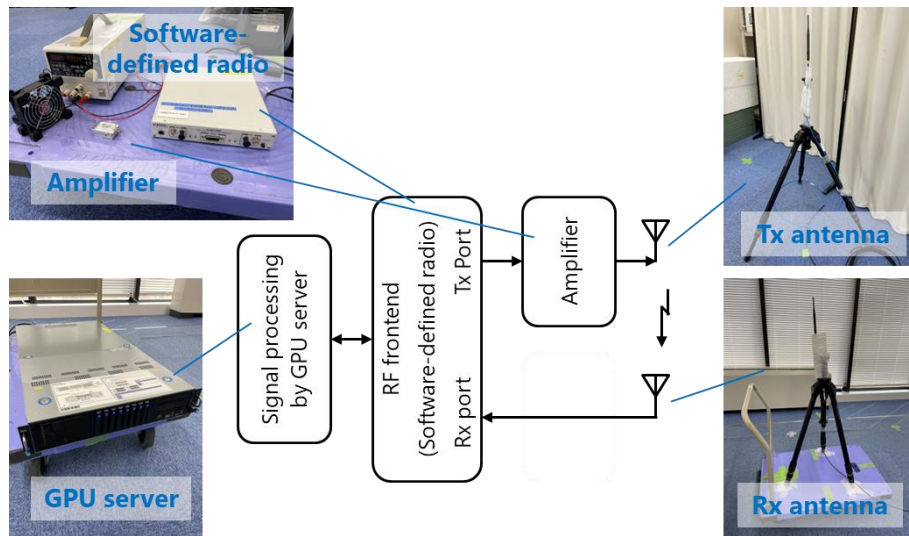 Software-
defined radio
Amplifier
GPU server
Signal processing
by GPU server
RF frontend
(Software-defined radio)
Tx Port
Rx port
Amplifier
Tx antenna
Rx antenna